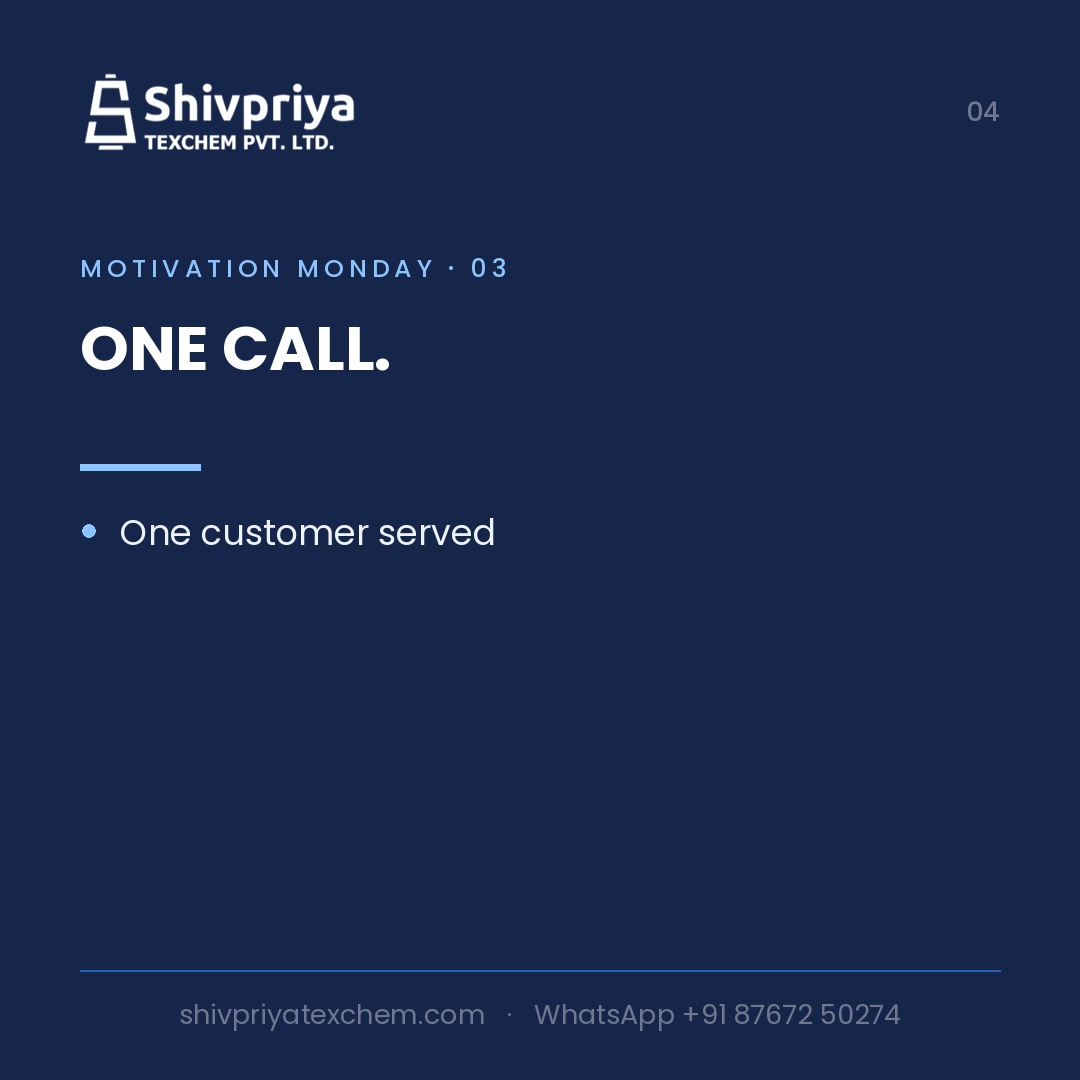 Shivpriya
TEXCHEM PVT. LTD.
04
MOTIVATION MONDAY · 03
ONE CALL.
• One customer served
shivpriyatexchem.com · WhatsApp +91 87672 50274